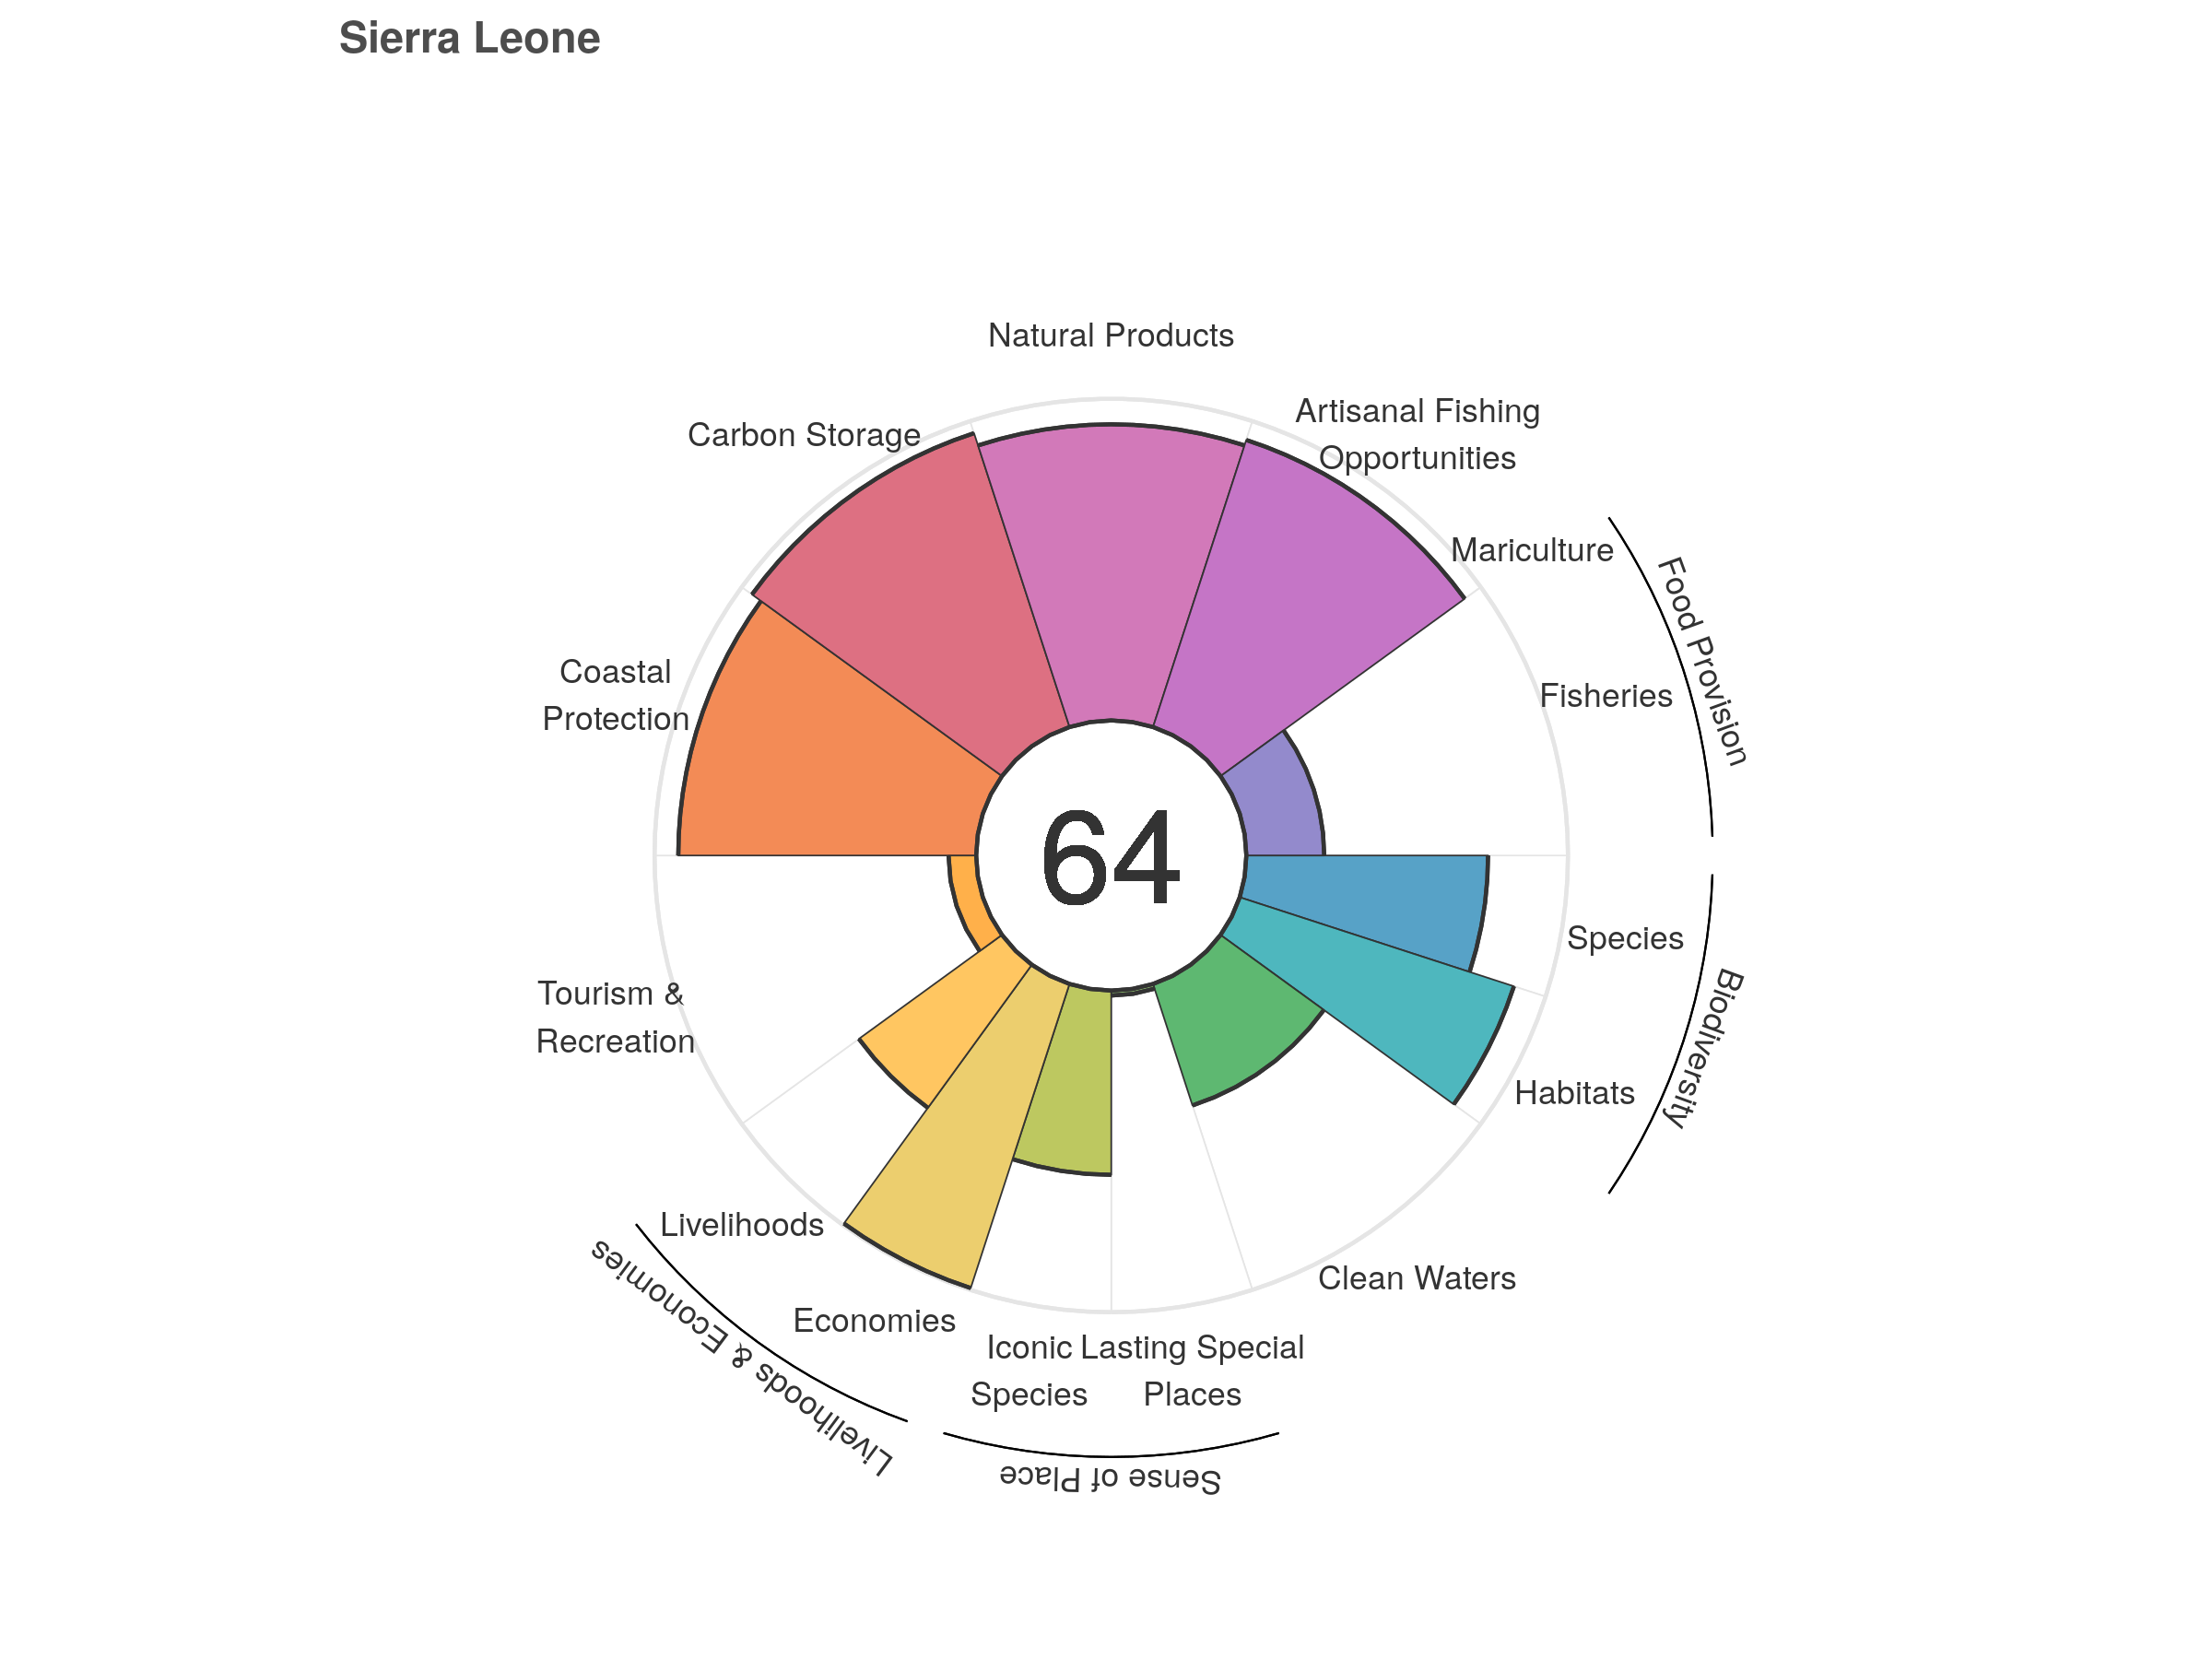 Sierra Leone
Natural Products
Artisanal Fishing
Opportunities
Carbon Storage
Mariculture
Food Provision
Fisheries
Coastal
Protection
64
Species
Biodiversity
Habitats
Tourism &
Recreation
Clean Waters
Livelihoods
Economies
Livelihoods & Economies
Iconic
Species
Lasting Special
Places
Sense of Place